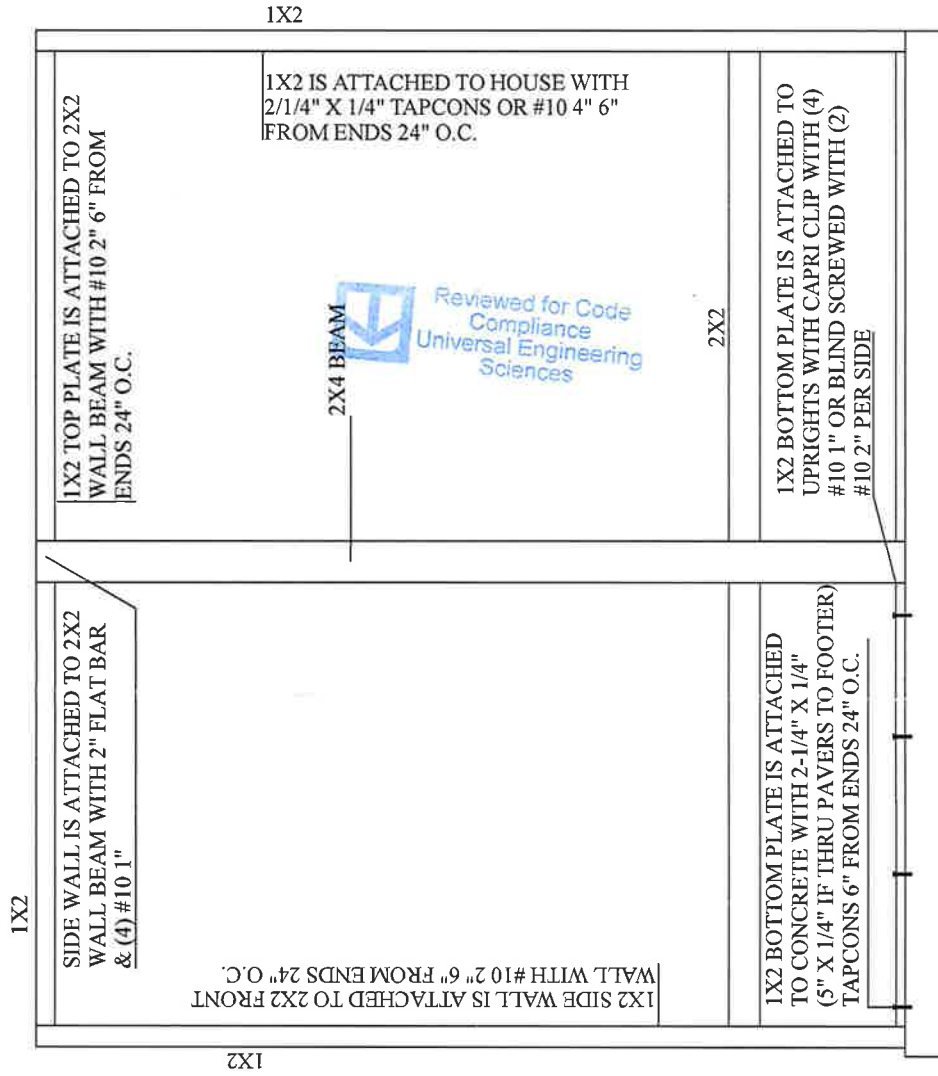 1X2
1X2
SIDE WALL IS ATTACHED TO 2X2
WALL BEAM WITH 2" FLAT BAR
& (4) #10 1"
1X2 TOP PLATE IS ATTACHED TO 2X2
WALL BEAM WITH #10 2" 6" FROM
ENDS 24" O.C.
1X2 IS ATTACHED TO HOUSE WITH
2/1/4" X 1/4" TAPCONS OR #10 4" 6"
FROM ENDS 24" O.C.
2X4 BEAM
Reviewed for Code
Compliance
Universal Engineering
Sciences
2X2
1X2 SIDE WALL IS ATTACHED TO 2X2 FRONT
WALL WITH #10 2" 6" FROM ENDS 24" O.C.
1X2
1X2 BOTTOM PLATE IS ATTACHED
TO CONCRETE WITH 2-1/4" X 1/4"
(5" X 1/4" IF THRU PAVERS TO FOOTER)
TAPCONS 6" FROM ENDS 24" O.C.
1X2 BOTTOM PLATE IS ATTACHED TO
UPRIGHTS WITH CAPRI CLIP WITH (4)
#10 1" OR BLIND SCREWED WITH (2)
#10 2" PER SIDE